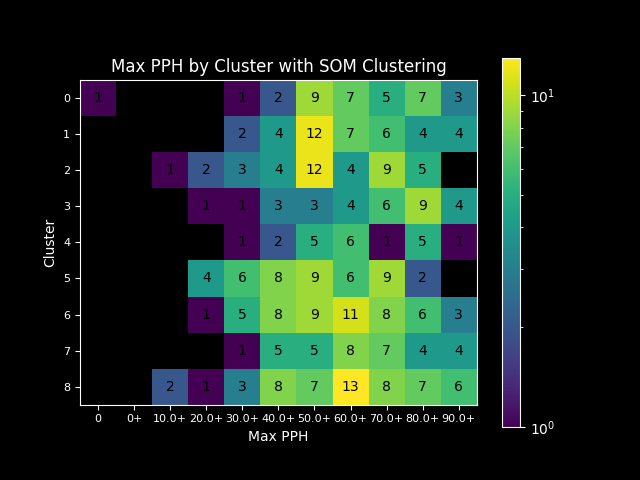 Max PPH by Cluster with SOM Clustering
0 1 1 2 9 7 5 7 3
1 2 4 12 7 6 4 4
2 1 2 3 4 12 4 9 5
3 1 1 3 3 4 6 9 4
4 1 2 5 6 1 5 1
5 4 6 8 9 6 9 2
6 1 5 8 9 11 8 6 3
7 1 5 5 8 7 4 4
8 2 1 3 8 7 13 8 7 6
0 0+ 10.0+ 20.0+ 30.0+ 40.0+ 50.0+ 60.0+ 70.0+ 80.0+ 90.0+
Max PPH
Cluster
10¹
10⁰